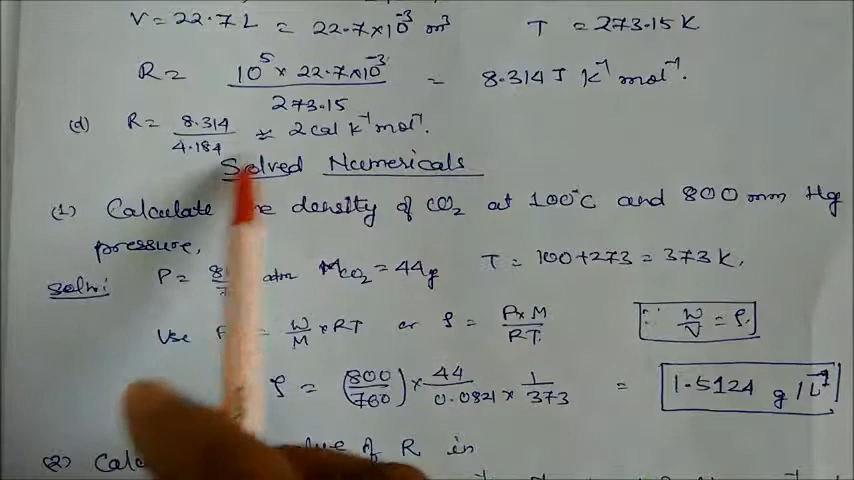 V = 22.7 L = 22.7×10⁻³ m³ T = 273.15 K
R = 10⁵ × 22.7×10⁻³ / 273.15 = 8.314 J K⁻¹ mol⁻¹.
(d) R = 8.314 / 4.184 ≈ 2 cal K⁻¹ mol⁻¹.
Solved Numericals
(1) Calculate density of CO₂ at 100°C and 800 mm Hg
pressure,
Soln: P = atm M CO₂ = 44g T = 100+273 = 373 K,
Use = W/M × RT or ρ = P×M / RT ∵ W/V = ρ.
ρ = (800/760) × 44/0.0821 × 1/373 = 1.5124 g / L⁻¹
(2) of R in